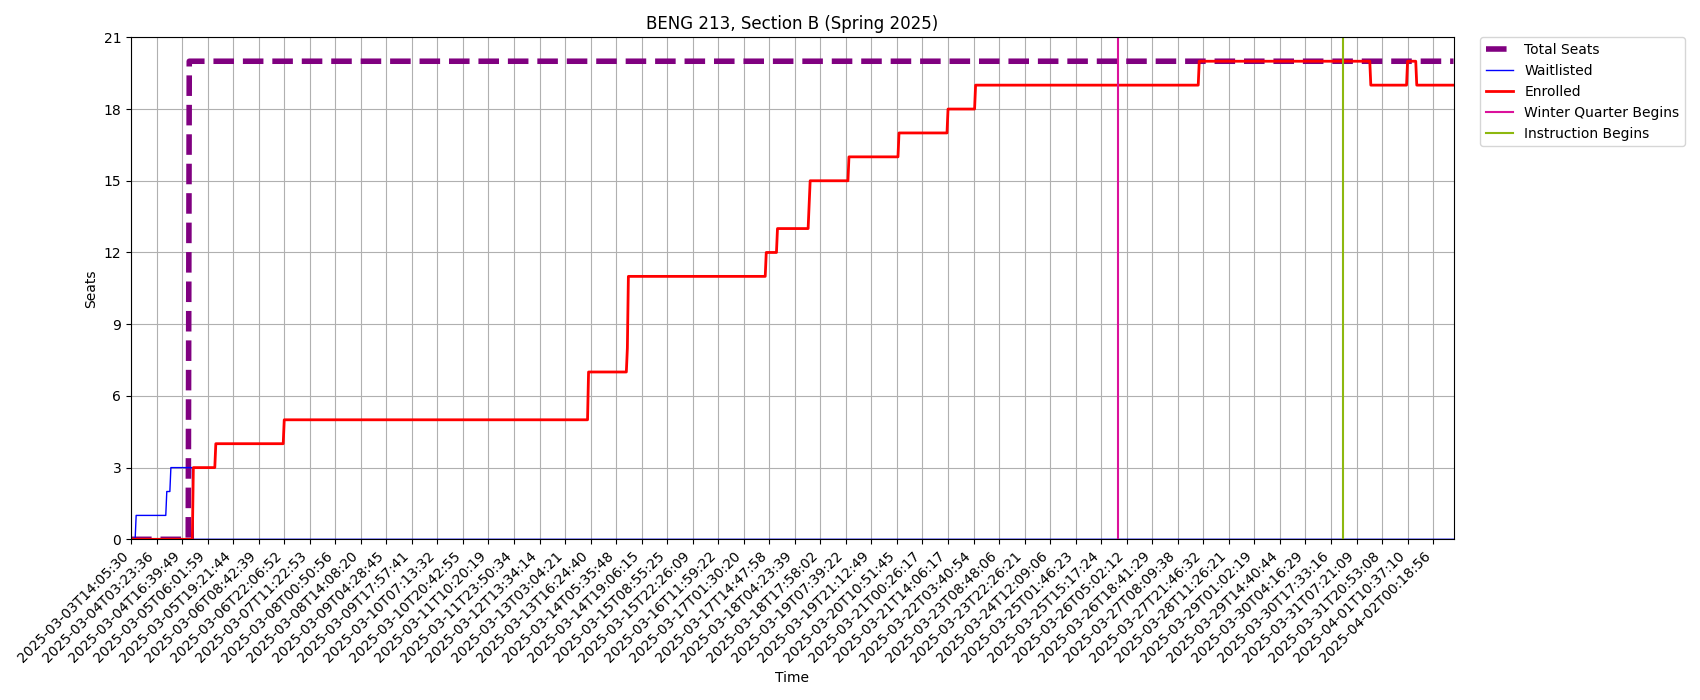 BENG 213, Section B (Spring 2025)
Total Seats
Waitlisted
Enrolled
Winter Quarter Begins
Instruction Begins
21
18
15
12
9
6
3
0
Seats
2025-03-03T14:05:30
2025-03-04T03:23:36
2025-03-04T16:39:49
2025-03-05T06:01:59
2025-03-05T19:21:44
2025-03-06T08:42:39
2025-03-06T22:06:52
2025-03-07T11:22:53
2025-03-08T00:50:56
2025-03-08T14:08:20
2025-03-09T04:28:45
2025-03-09T17:57:41
2025-03-10T07:13:32
2025-03-10T20:42:55
2025-03-11T10:20:19
2025-03-11T23:50:34
2025-03-12T13:34:14
2025-03-13T03:04:21
2025-03-13T16:24:40
2025-03-14T05:35:48
2025-03-14T19:06:15
2025-03-15T08:55:25
2025-03-15T22:26:09
2025-03-16T11:59:22
2025-03-17T01:30:20
2025-03-17T14:47:58
2025-03-18T04:23:39
2025-03-18T17:58:02
2025-03-19T07:39:22
2025-03-19T21:12:49
2025-03-20T10:51:45
2025-03-21T00:26:17
2025-03-21T14:06:17
2025-03-22T03:40:54
2025-03-23T08:48:06
2025-03-23T22:26:21
2025-03-24T12:09:06
2025-03-25T01:46:23
2025-03-25T15:17:24
2025-03-26T05:02:12
2025-03-26T18:41:29
2025-03-27T08:09:38
2025-03-27T21:46:32
2025-03-28T11:26:21
2025-03-29T01:02:19
2025-03-29T14:40:44
2025-03-30T04:16:29
2025-03-30T17:33:16
2025-03-31T07:21:09
2025-03-31T20:53:08
2025-04-01T10:37:10
2025-04-02T00:18:56
Time